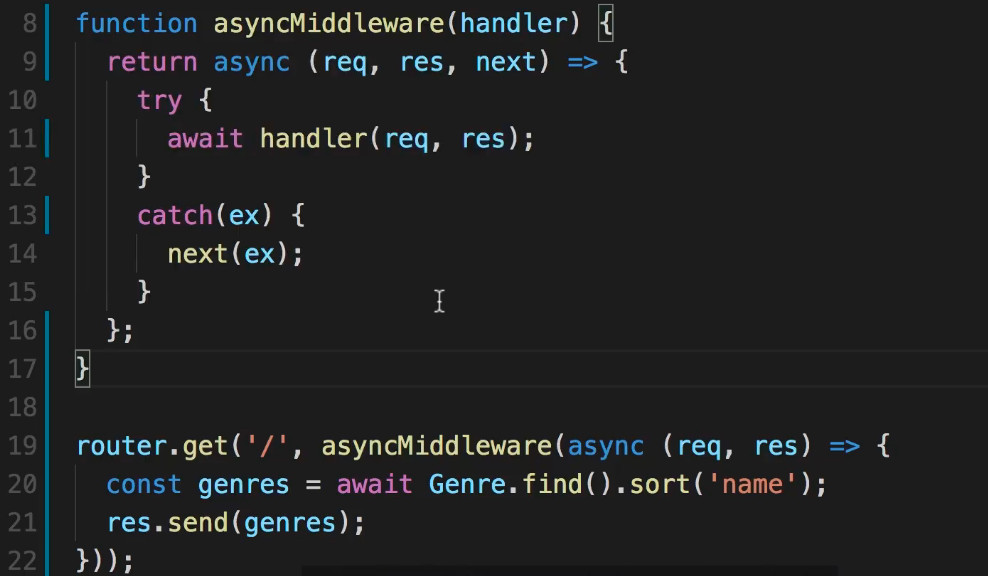 8 function asyncMiddleware(handler) {
9 return async (req, res, next) => {
10 try {
11 await handler(req, res);
12 }
13 catch(ex) {
14 next(ex);
15 }
16 };
17 }
18
19 router.get('/', asyncMiddleware(async (req, res) => {
20 const genres = await Genre.find().sort('name');
21 res.send(genres);
22 }));